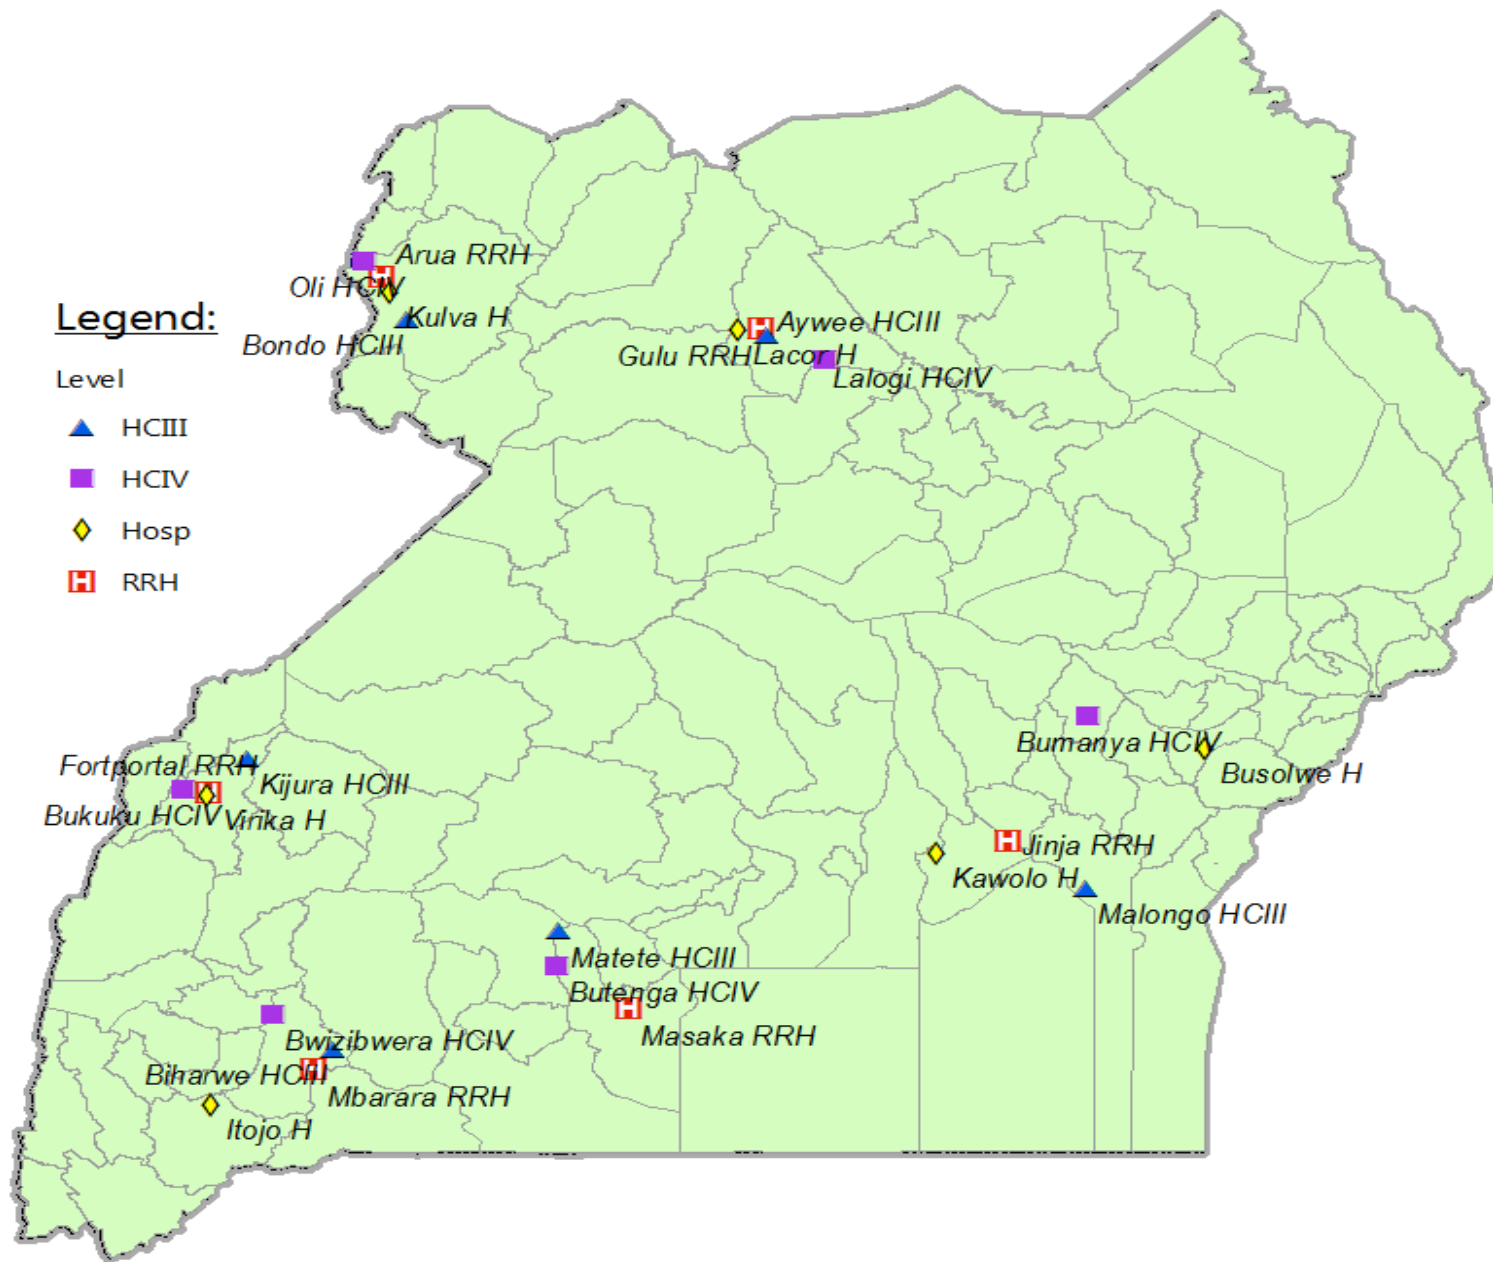 Arua RRH
Oli HCIV
Kulva H
Bondo HCIII
Aywee HCIII
Gulu RRH
Lacor H
Lalogi HCIV
Legend:
Level
HCIII
HCIV
Hosp
RRH
Bumanya HCIV
Busolwe H
Fortportal RRH
Kijura HCIII
Bukuku HCIV
Virika H
Jinja RRH
Kawolo H
Malongo HCIII
Matete HCIII
Butenga HCIV
Masaka RRH
Bwizibwera HCIV
Biharwe HCIII
Mbarara RRH
Itojo H